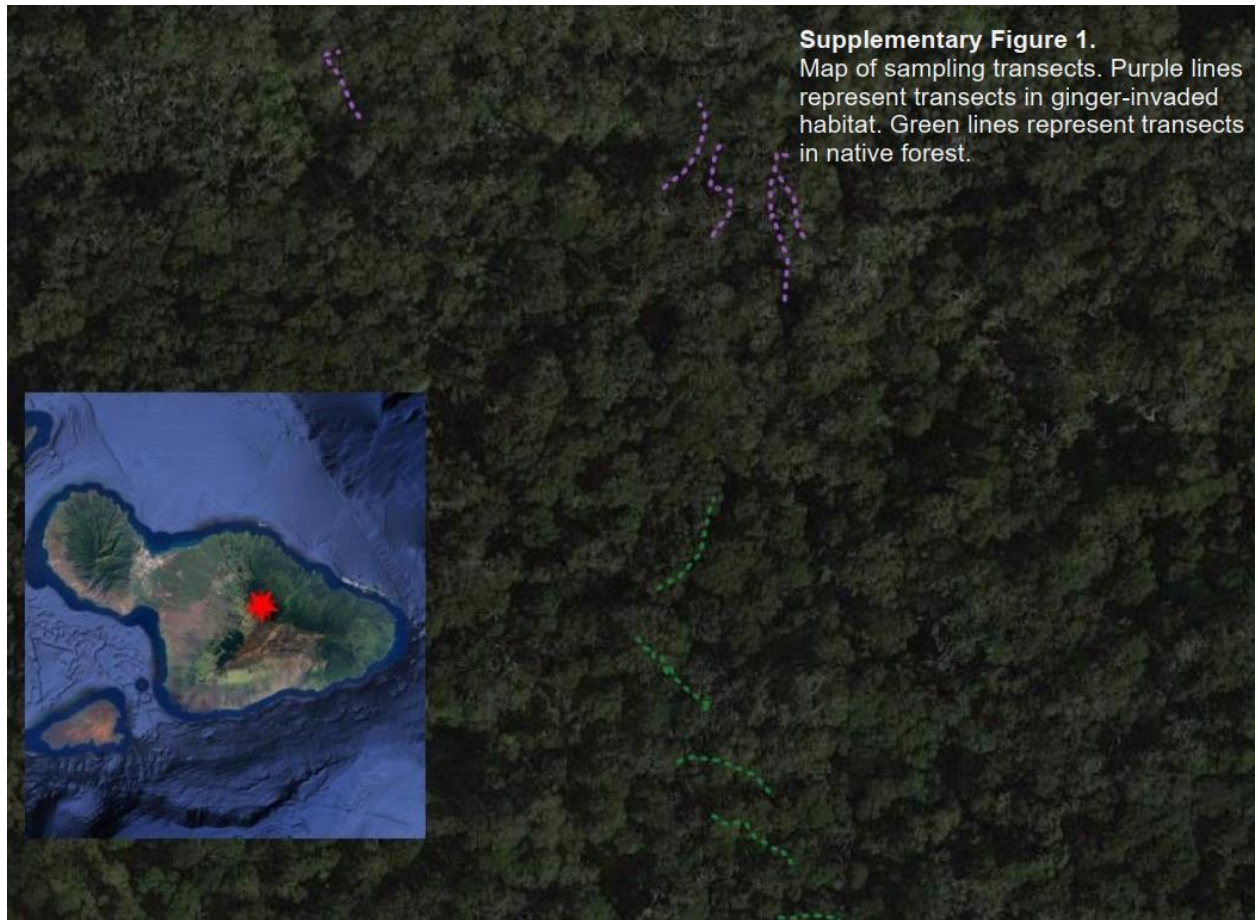 Supplementary Figure 1.
Map of sampling transects. Purple lines
represent transects in ginger-invaded
habitat. Green lines represent transects
in native forest.